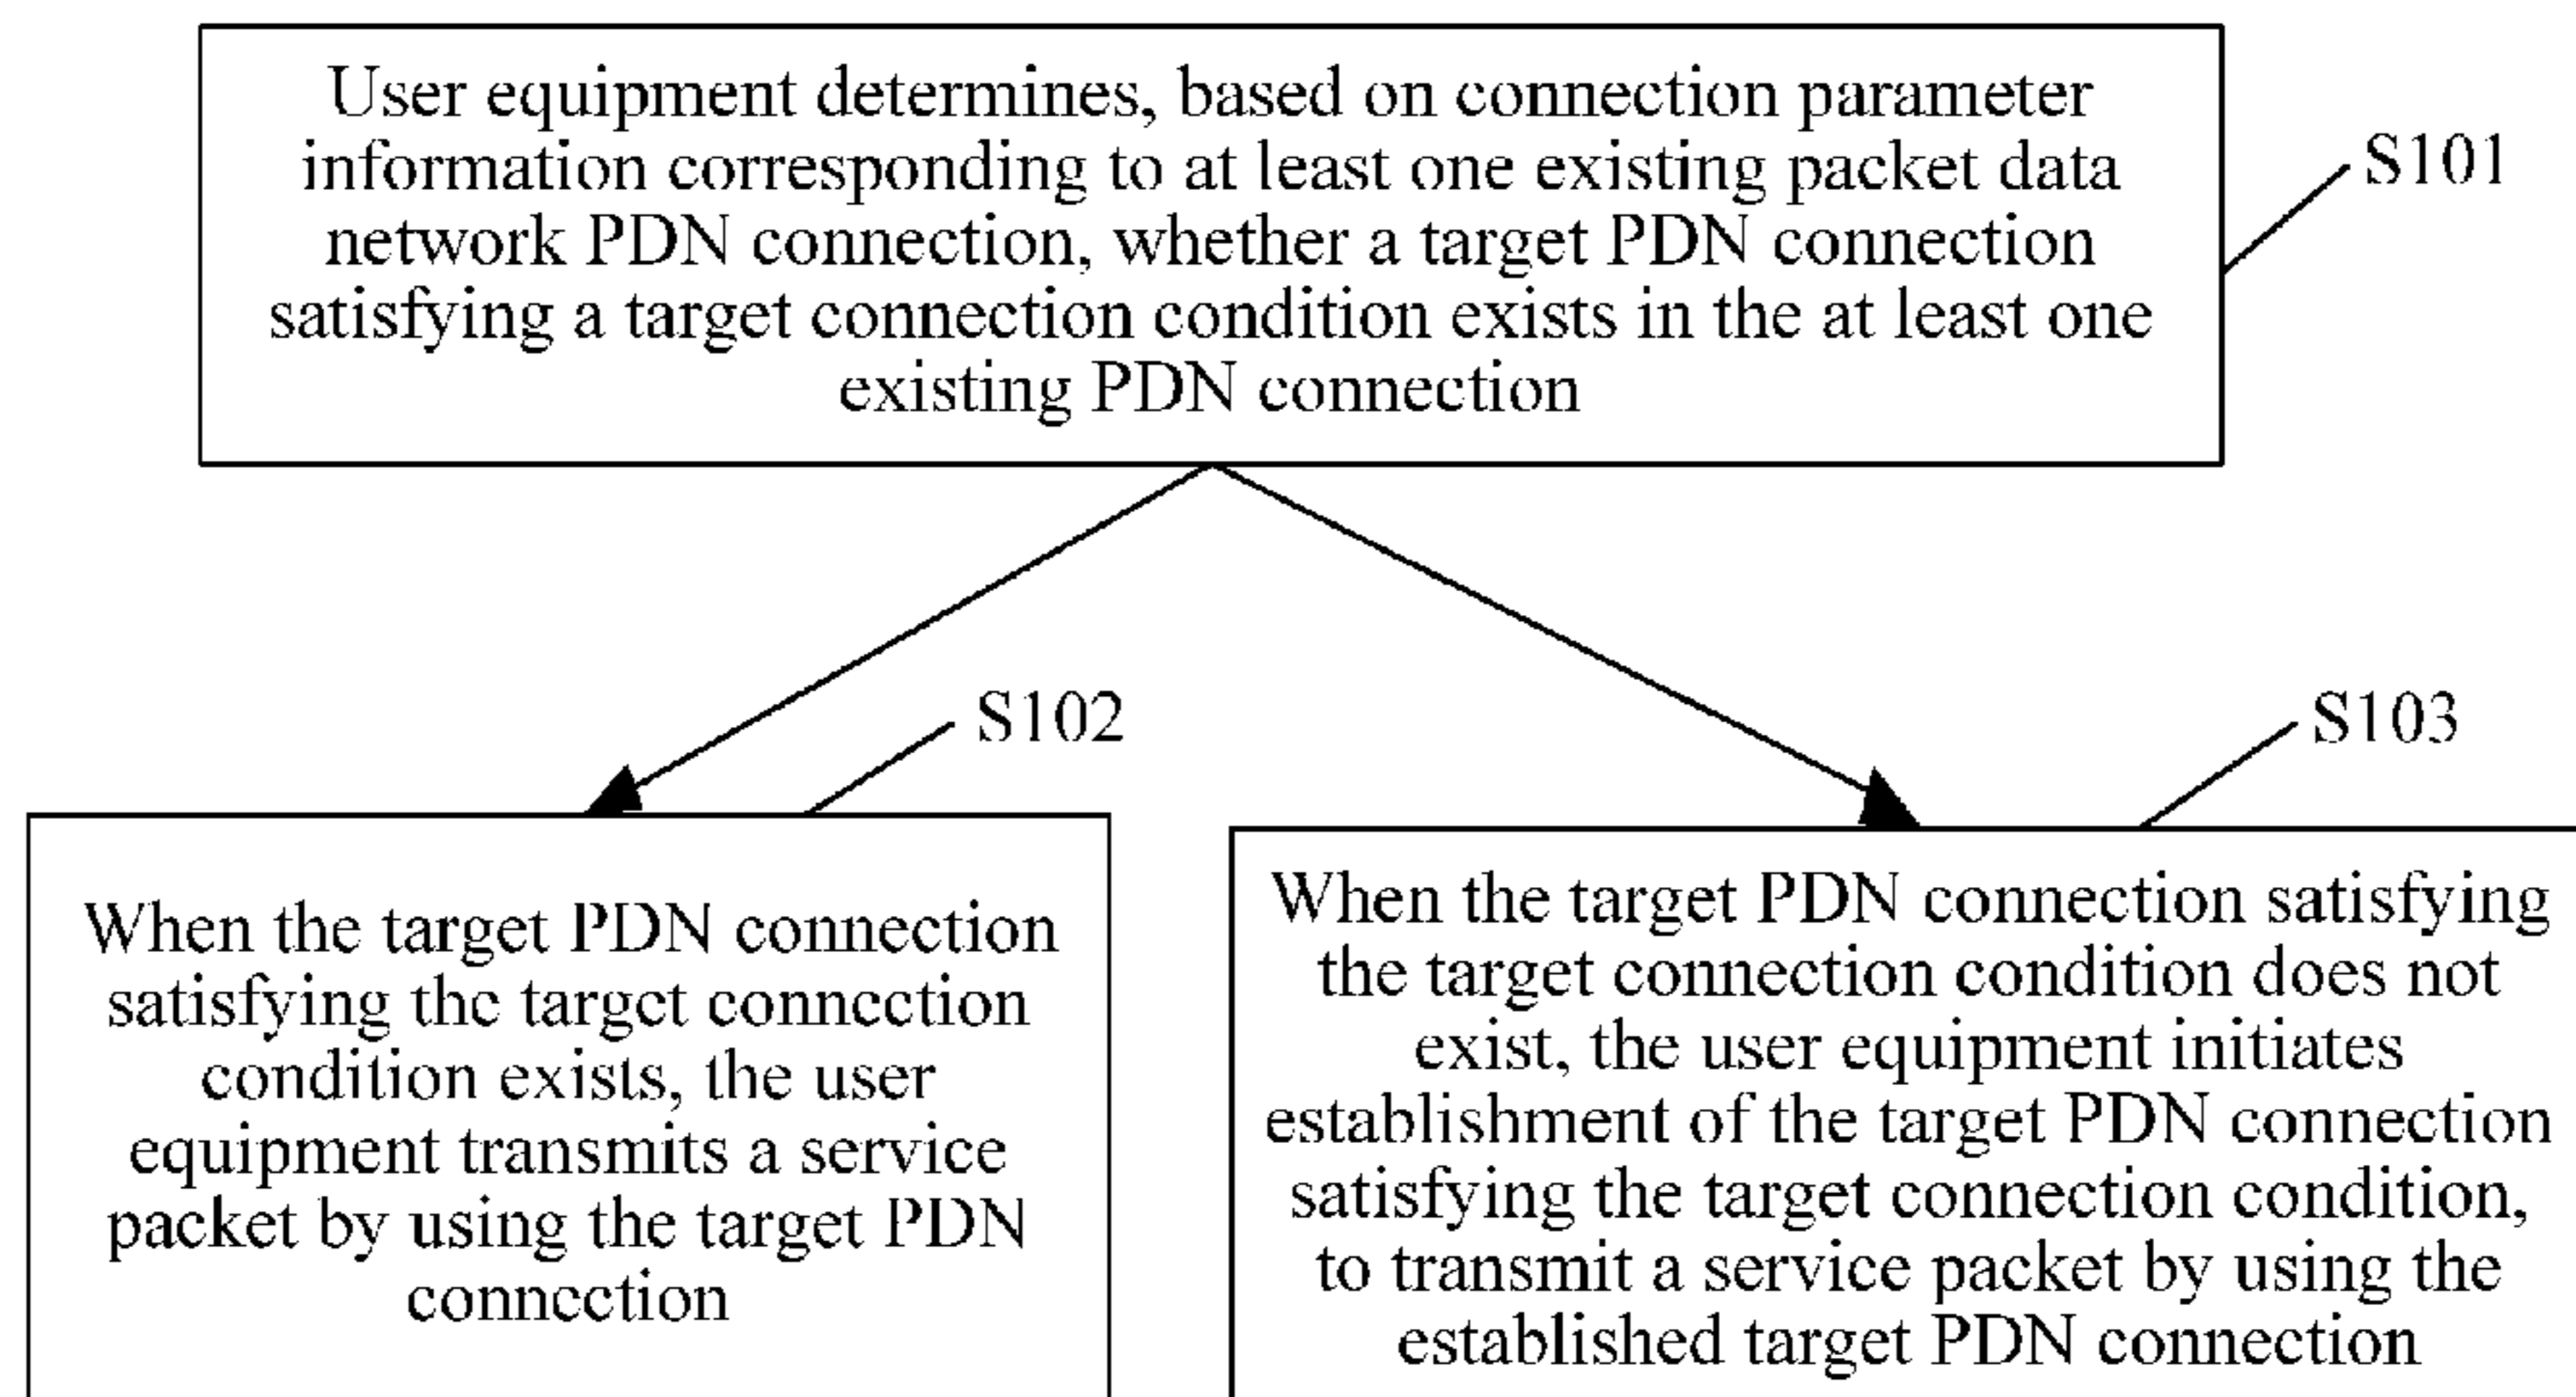 User equipment determines, based on connection parameter
information corresponding to at least one existing packet data
network PDN connection, whether a target PDN connection
satisfying a target connection condition exists in the at least one
existing PDN connection
S101
S102
When the target PDN connection
satisfying the target connection
condition exists, the user
equipment transmits a service
packet by using the target PDN
connection
S103
When the target PDN connection satisfying
the target connection condition does not
exist, the user equipment initiates
establishment of the target PDN connection
satisfying the target connection condition,
to transmit a service packet by using the
established target PDN connection